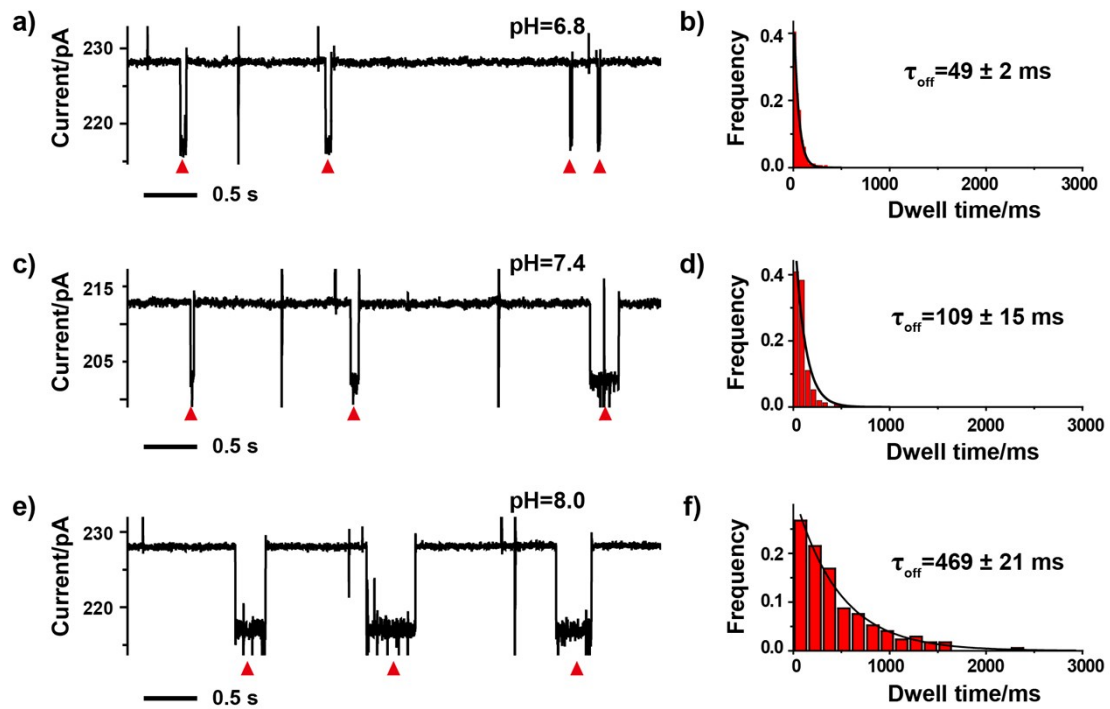 a)
pH=6.8
Current/pA
230
220
0.5 s
b)
Frequency
0.4
0.2
0.0
τoff=49 ± 2 ms
0 1000 2000 3000
Dwell time/ms
c)
pH=7.4
Current/pA
215
205
0.5 s
d)
Frequency
0.4
0.2
0.0
τoff=109 ± 15 ms
0 1000 2000 3000
Dwell time/ms
e)
pH=8.0
Current/pA
230
220
0.5 s
f)
Frequency
0.2
0.1
0.0
τoff=469 ± 21 ms
0 1000 2000 3000
Dwell time/ms